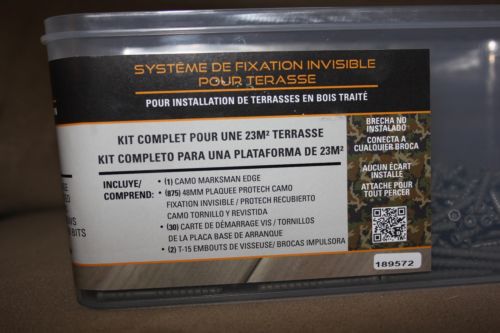 SYSTÈME DE FIXATION INVISIBLE
POUR TERASSE
POUR INSTALLATION DE TERRASSES EN BOIS TRAITÉ
KIT COMPLET POUR UNE 23M² TERRASSE
KIT COMPLETO PARA UNA PLATAFORMA DE 23M²
INCLUYE/
COMPREND:
• (1) CAMO MARKSMAN EDGE
• (875) 48MM PLAQUEE PROTECH CAMO
FIXATION INVISIBLE / PROTECH RECUBIERTO
CAMO TORNILLO Y REVISTIDA
• (30) CARTE DE DÉMARRAGE VIS / TORNILLOS
DE LA PLACA BASE DE ARRANQUE
• (2) T-15 EMBOUTS DE VISSEUSE/ BROCAS IMPULSORA
BRECHA NO
INSTALADO
CONECTA A
CUALQUIER BROCA
AUCUN ÉCART
INSTALLÉ
ATTACHE POUR
TOUT PERCER
189572
BITS